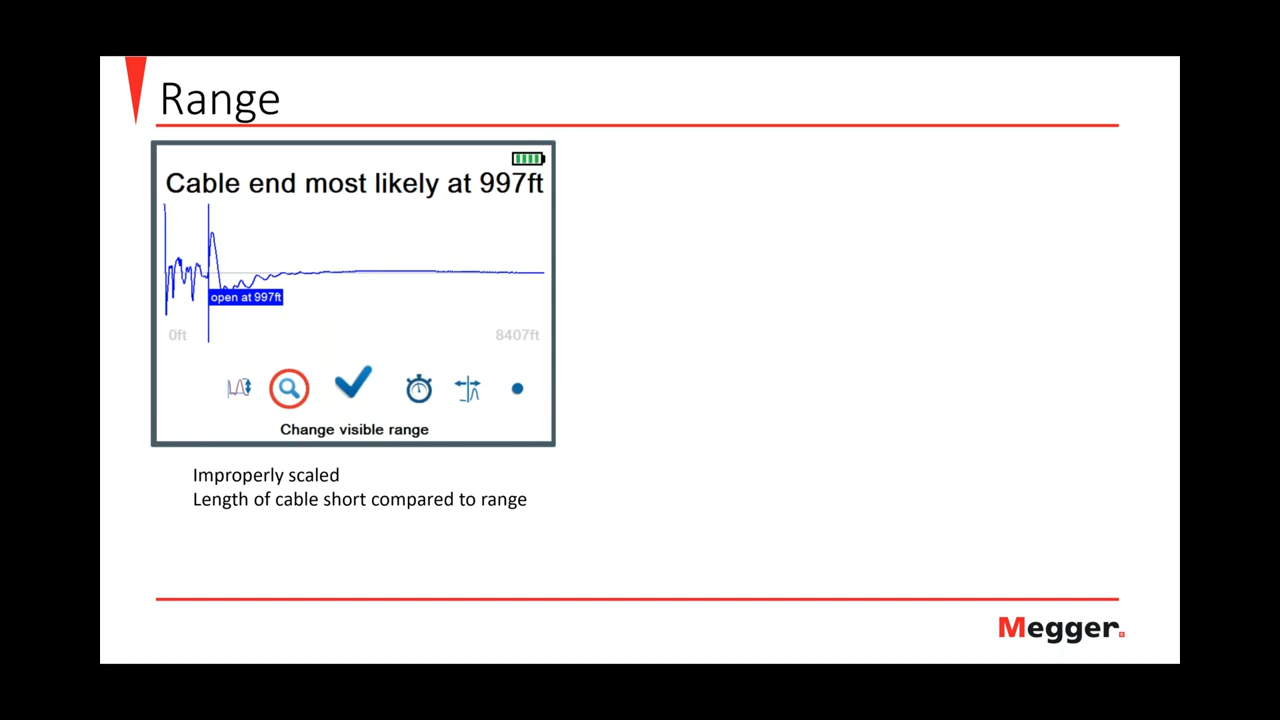 Range
Cable end most likely at 997ft
open at 997ft
0ft 8407ft
Change visible range
Improperly scaled
Length of cable short compared to range
Megger.